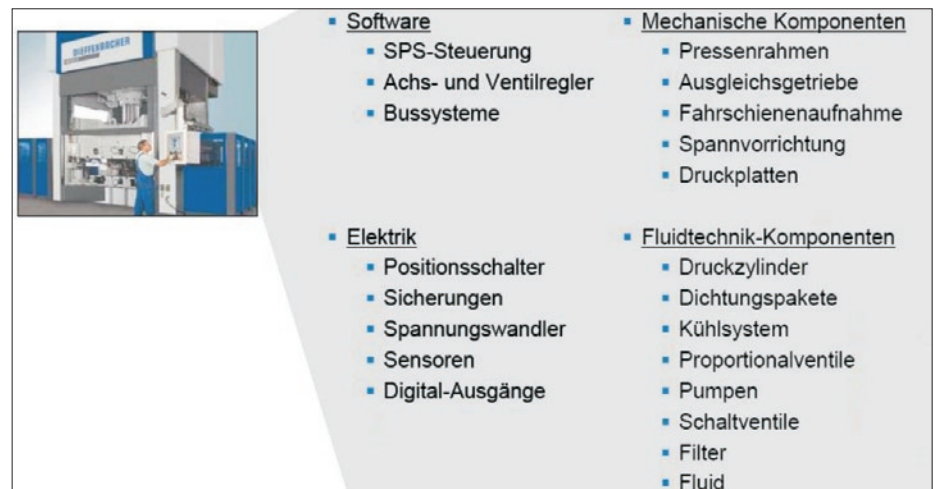 DIEFFENBACHER
Software
SPS-Steuerung
Achs- und Ventilregler
Bussysteme
Mechanische Komponenten
Pressenrahmen
Ausgleichsgetriebe
Fahrschienenaufnahme
Spannvorrichtung
Druckplatten
Elektrik
Positionsschalter
Sicherungen
Spannungswandler
Sensoren
Digital-Ausgänge
Fluidtechnik-Komponenten
Druckzylinder
Dichtungspakete
Kühlsystem
Proportionalventile
Pumpen
Schaltventile
Filter
Fluid